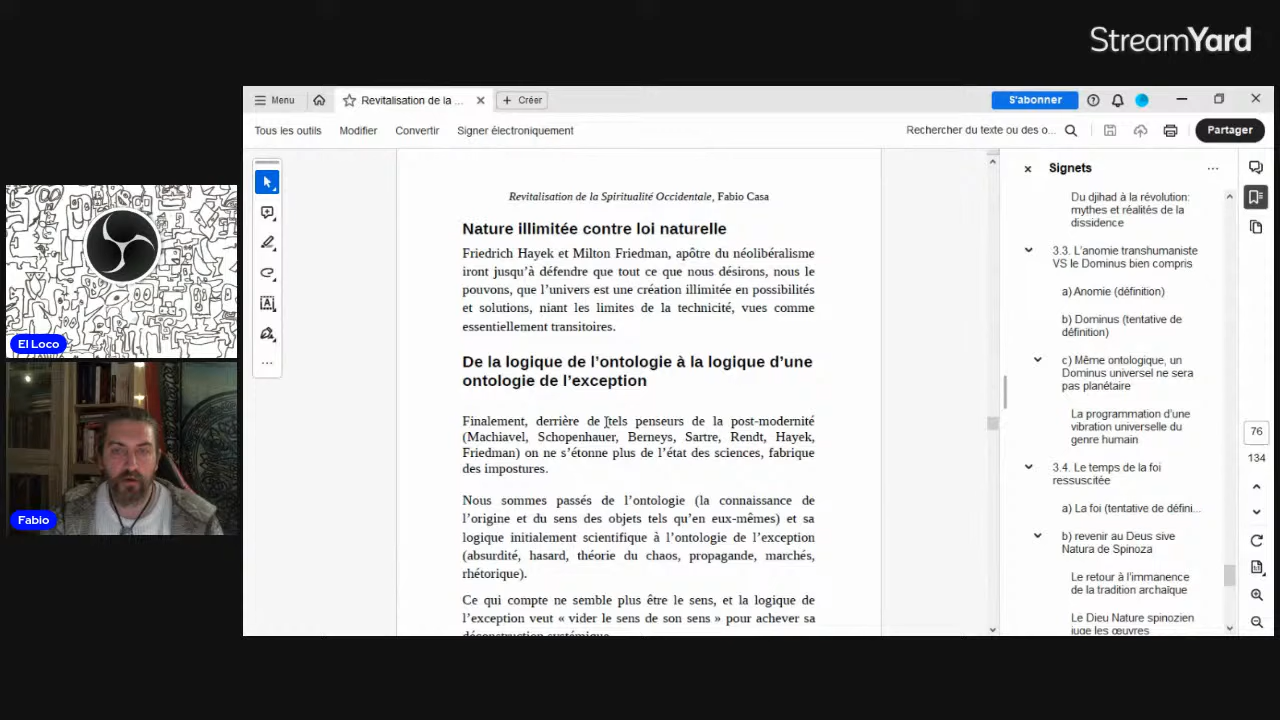 StreamYard
Menu
Revitalisation de la ...
Créer
S'abonner
Tous les outils
Modifier
Convertir
Signer électroniquement
Rechercher du texte ou des o...
Partager
Revitalisation de la Spiritualité Occidentale, Fabio Casa
Nature illimitée contre loi naturelle
Friedrich Hayek et Milton Friedman, apôtre du néolibéralisme
iront jusqu'à défendre que tout ce que nous désirons, nous le
pouvons, que l'univers est une création illimitée en possibilités
et solutions, niant les limites de la technicité, vues comme
essentiellement transitoires.
De la logique de l'ontologie à la logique d'une
ontologie de l'exception
Finalement, derrière de tels penseurs de la post-modernité
(Machiavel, Schopenhauer, Berneys, Sartre, Rendt, Hayek,
Friedman) on ne s'étonne plus de l'état des sciences, fabrique
des impostures.
Nous sommes passés de l'ontologie (la connaissance de
l'origine et du sens des objets tels qu'en eux-mêmes) et sa
logique initialement scientifique à l'ontologie de l'exception
(absurdité, hasard, théorie du chaos, propagande, marchés,
rhétorique).
Ce qui compte ne semble plus être le sens, et la logique de
l'exception veut « vider le sens de son sens » pour achever sa
déconstruction systémique
Signets
Du djihad à la révolution:
mythes et réalités de la
dissidence
3.3. L'anomie transhumaniste
VS le Dominus bien compris
a) Anomie (définition)
b) Dominus (tentative de
définition)
c) Même ontologique, un
Dominus universel ne sera
pas planétaire
La programmation d'une
vibration universelle du
genre humain
3.4. Le temps de la foi
ressuscitée
a) La foi (tentative de défini...
b) revenir au Deus sive
Natura de Spinoza
Le retour à l'immanence
de la tradition archaïque
Le Dieu Nature spinozien
juge les œuvres
76
134
El Loco
Fabio